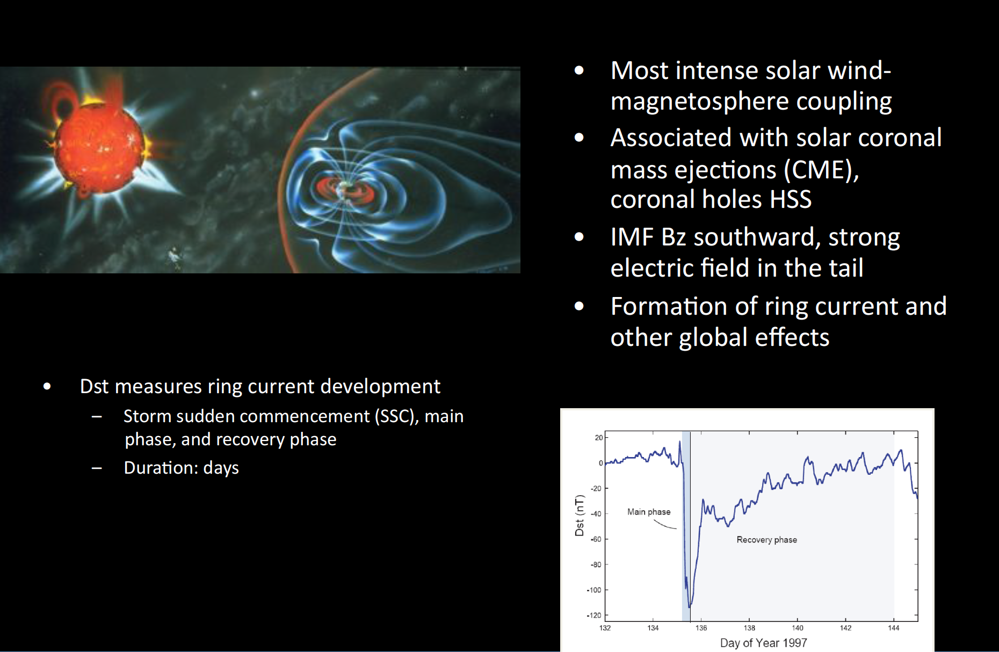 • Most intense solar wind-
magnetosphere coupling
• Associated with solar coronal
mass ejections (CME),
coronal holes HSS
• IMF Bz southward, strong
electric field in the tail
• Formation of ring current and
other global effects
• Dst measures ring current development
– Storm sudden commencement (SSC), main
phase, and recovery phase
– Duration: days
20
0
-20
-40
-60
-80
-100
-120
Dst (nT)
Main phase
Recovery phase
132 134 136 138 140 142 144
Day of Year 1997